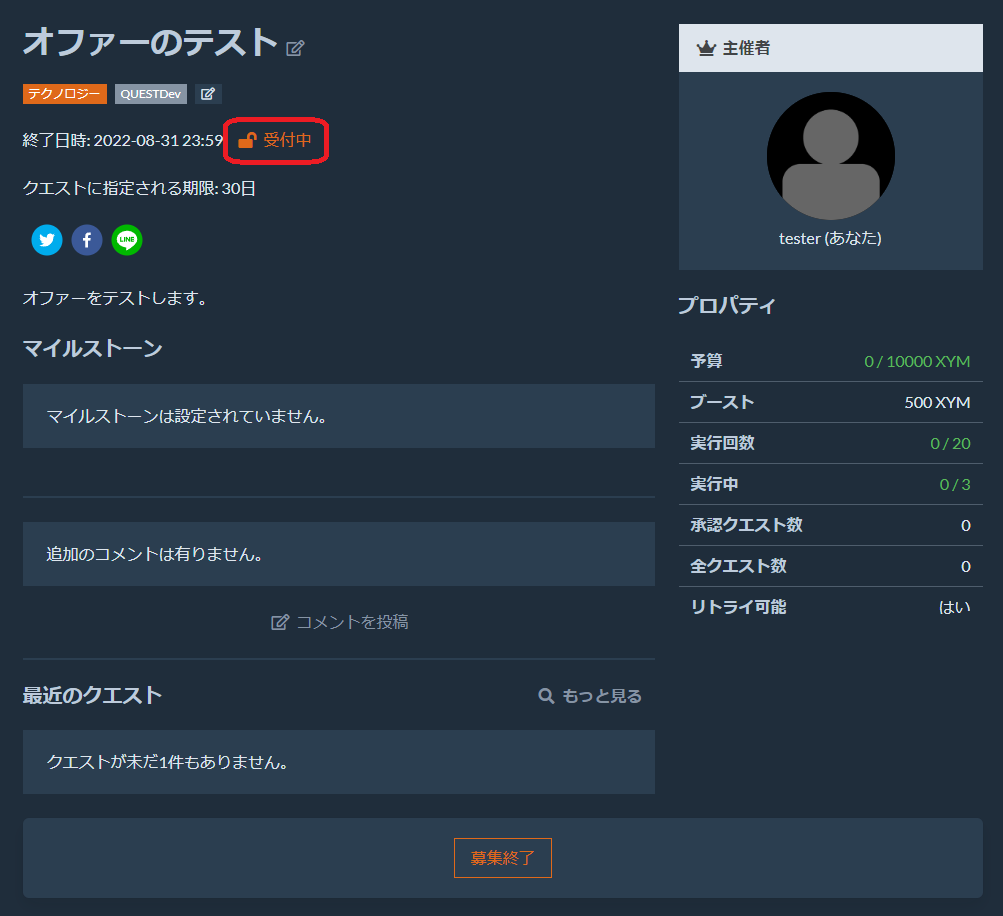 オファーのテスト
テクノロジー QUESTDev
終了日時: 2022-08-31 23:59 受付中
クエストに指定される期限: 30日
LINE
オファーをテストします。
マイルストーン
マイルストーンは設定されていません。
追加のコメントは有りません。
コメントを投稿
最近のクエスト
もっと見る
クエストが未だ1件もありません。
主催者
tester (あなた)
プロパティ
予算 0 / 10000 XYM
ブースト 500 XYM
実行回数 0 / 20
実行中 0 / 3
承認クエスト数 0
全クエスト数 0
リトライ可能 はい
募集終了